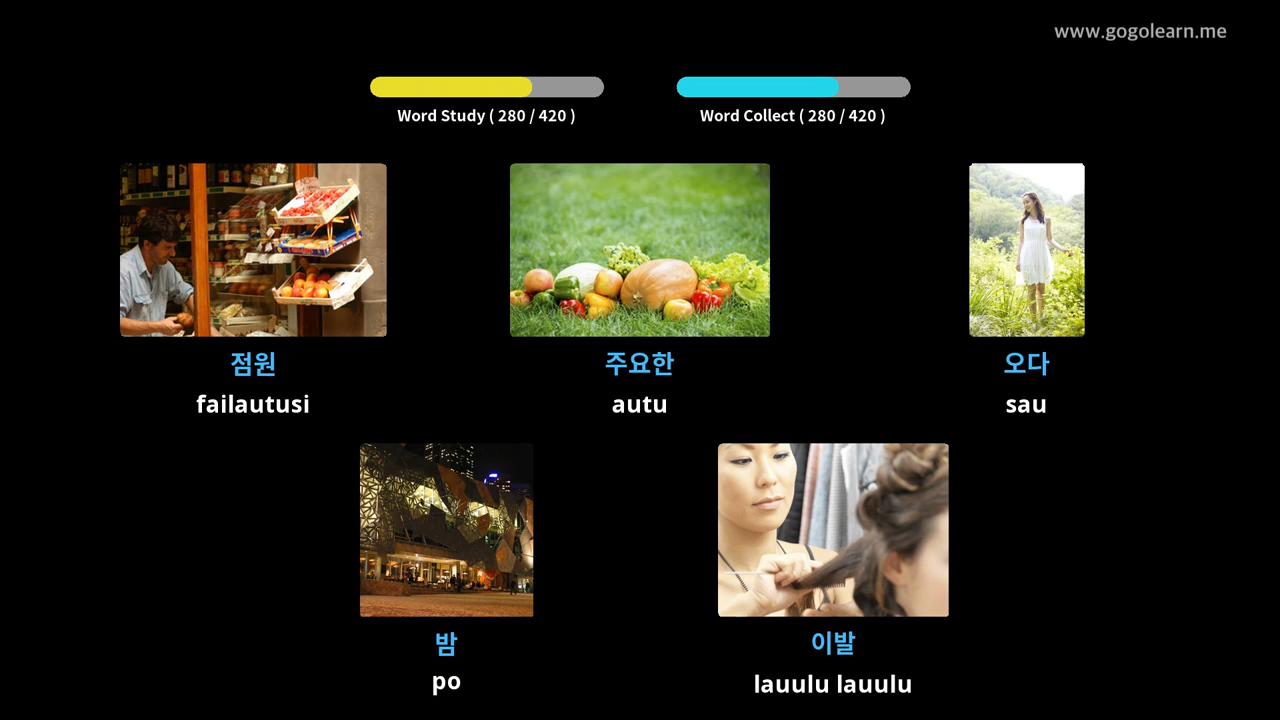 www.gogolearn.me
Word Study ( 280 / 420 )
Word Collect ( 280 / 420 )
점원
failautusi
주요한
autu
오다
sau
밤
po
이발
lauulu lauulu